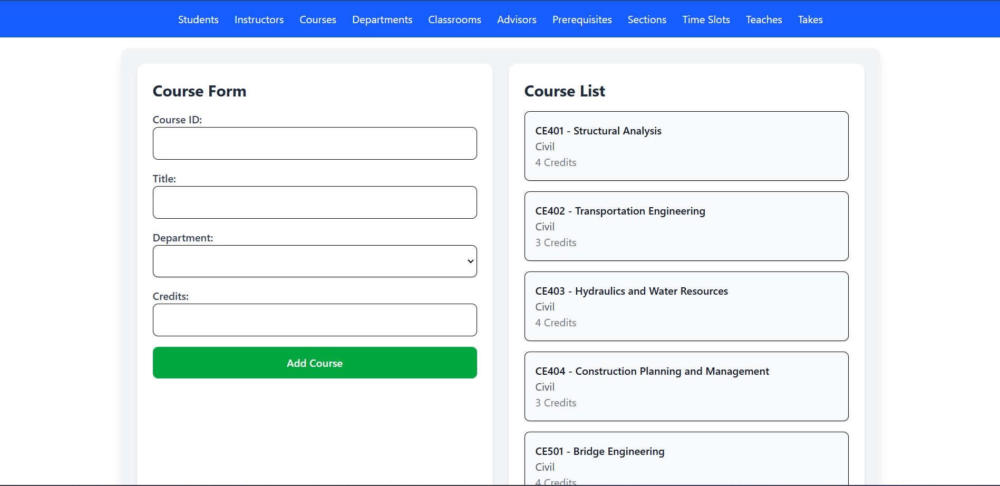 Students Instructors Courses Departments Classrooms Advisors Prerequisites Sections Time Slots Teaches Takes
Course Form
Course ID:
Title:
Department:
Credits:
Add Course
Course List
CE401 - Structural Analysis
Civil
4 Credits
CE402 - Transportation Engineering
Civil
3 Credits
CE403 - Hydraulics and Water Resources
Civil
4 Credits
CE404 - Construction Planning and Management
Civil
3 Credits
CE501 - Bridge Engineering
Civil
4 Credits